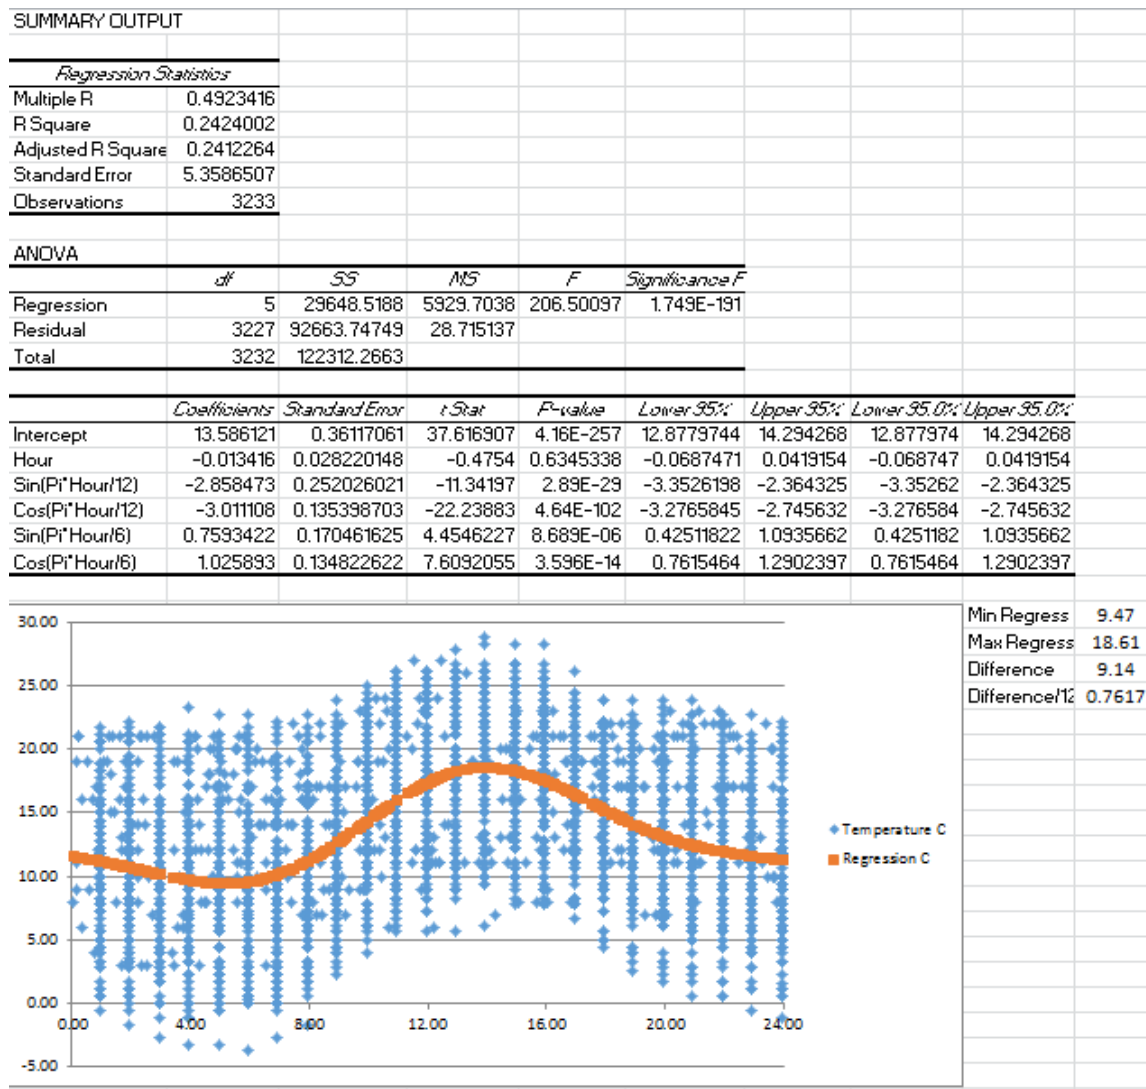 SUMMARY OUTPUT
Regression Statistics
Multiple R 0.4923416
R Square 0.2424002
Adjusted R Square 0.2412264
Standard Error 5.3586507
Observations 3233
ANOVA
df SS MS F Significance F
Regression 5 29648.5188 5929.7038 206.50097 1.749E-191
Residual 3227 92663.74749 28.715137
Total 3232 122312.2663
Coefficients Standard Error t Stat P-value Lower 95% Upper 95% Lower 95.0% Upper 95.0%
Intercept 13.586121 0.36117061 37.616907 4.16E-257 12.8779744 14.294268 12.877974 14.294268
Hour -0.013416 0.028220148 -0.4754 0.6345338 -0.0687471 0.0419154 -0.068747 0.0419154
Sin(Pi*Hour/12) -2.858473 0.252026021 -11.34197 2.89E-29 -3.3526198 -2.364325 -3.35262 -2.364325
Cos(Pi*Hour/12) -3.011108 0.135398703 -22.23883 4.64E-102 -3.2765845 -2.745632 -3.276584 -2.745632
Sin(Pi*Hour/6) 0.7593422 0.170461625 4.4546227 8.689E-06 0.42511822 1.0935662 0.4251182 1.0935662
Cos(Pi*Hour/6) 1.025893 0.134822622 7.6092055 3.596E-14 0.7615464 1.2902397 0.7615464 1.2902397
Min Regress 9.47
Max Regress 18.61
Difference 9.14
Difference/12 0.7617
30.00
25.00
20.00
15.00
10.00
5.00
0.00
-5.00
0.00 4.00 8.00 12.00 16.00 20.00 24.00
Temperature C
Regression C